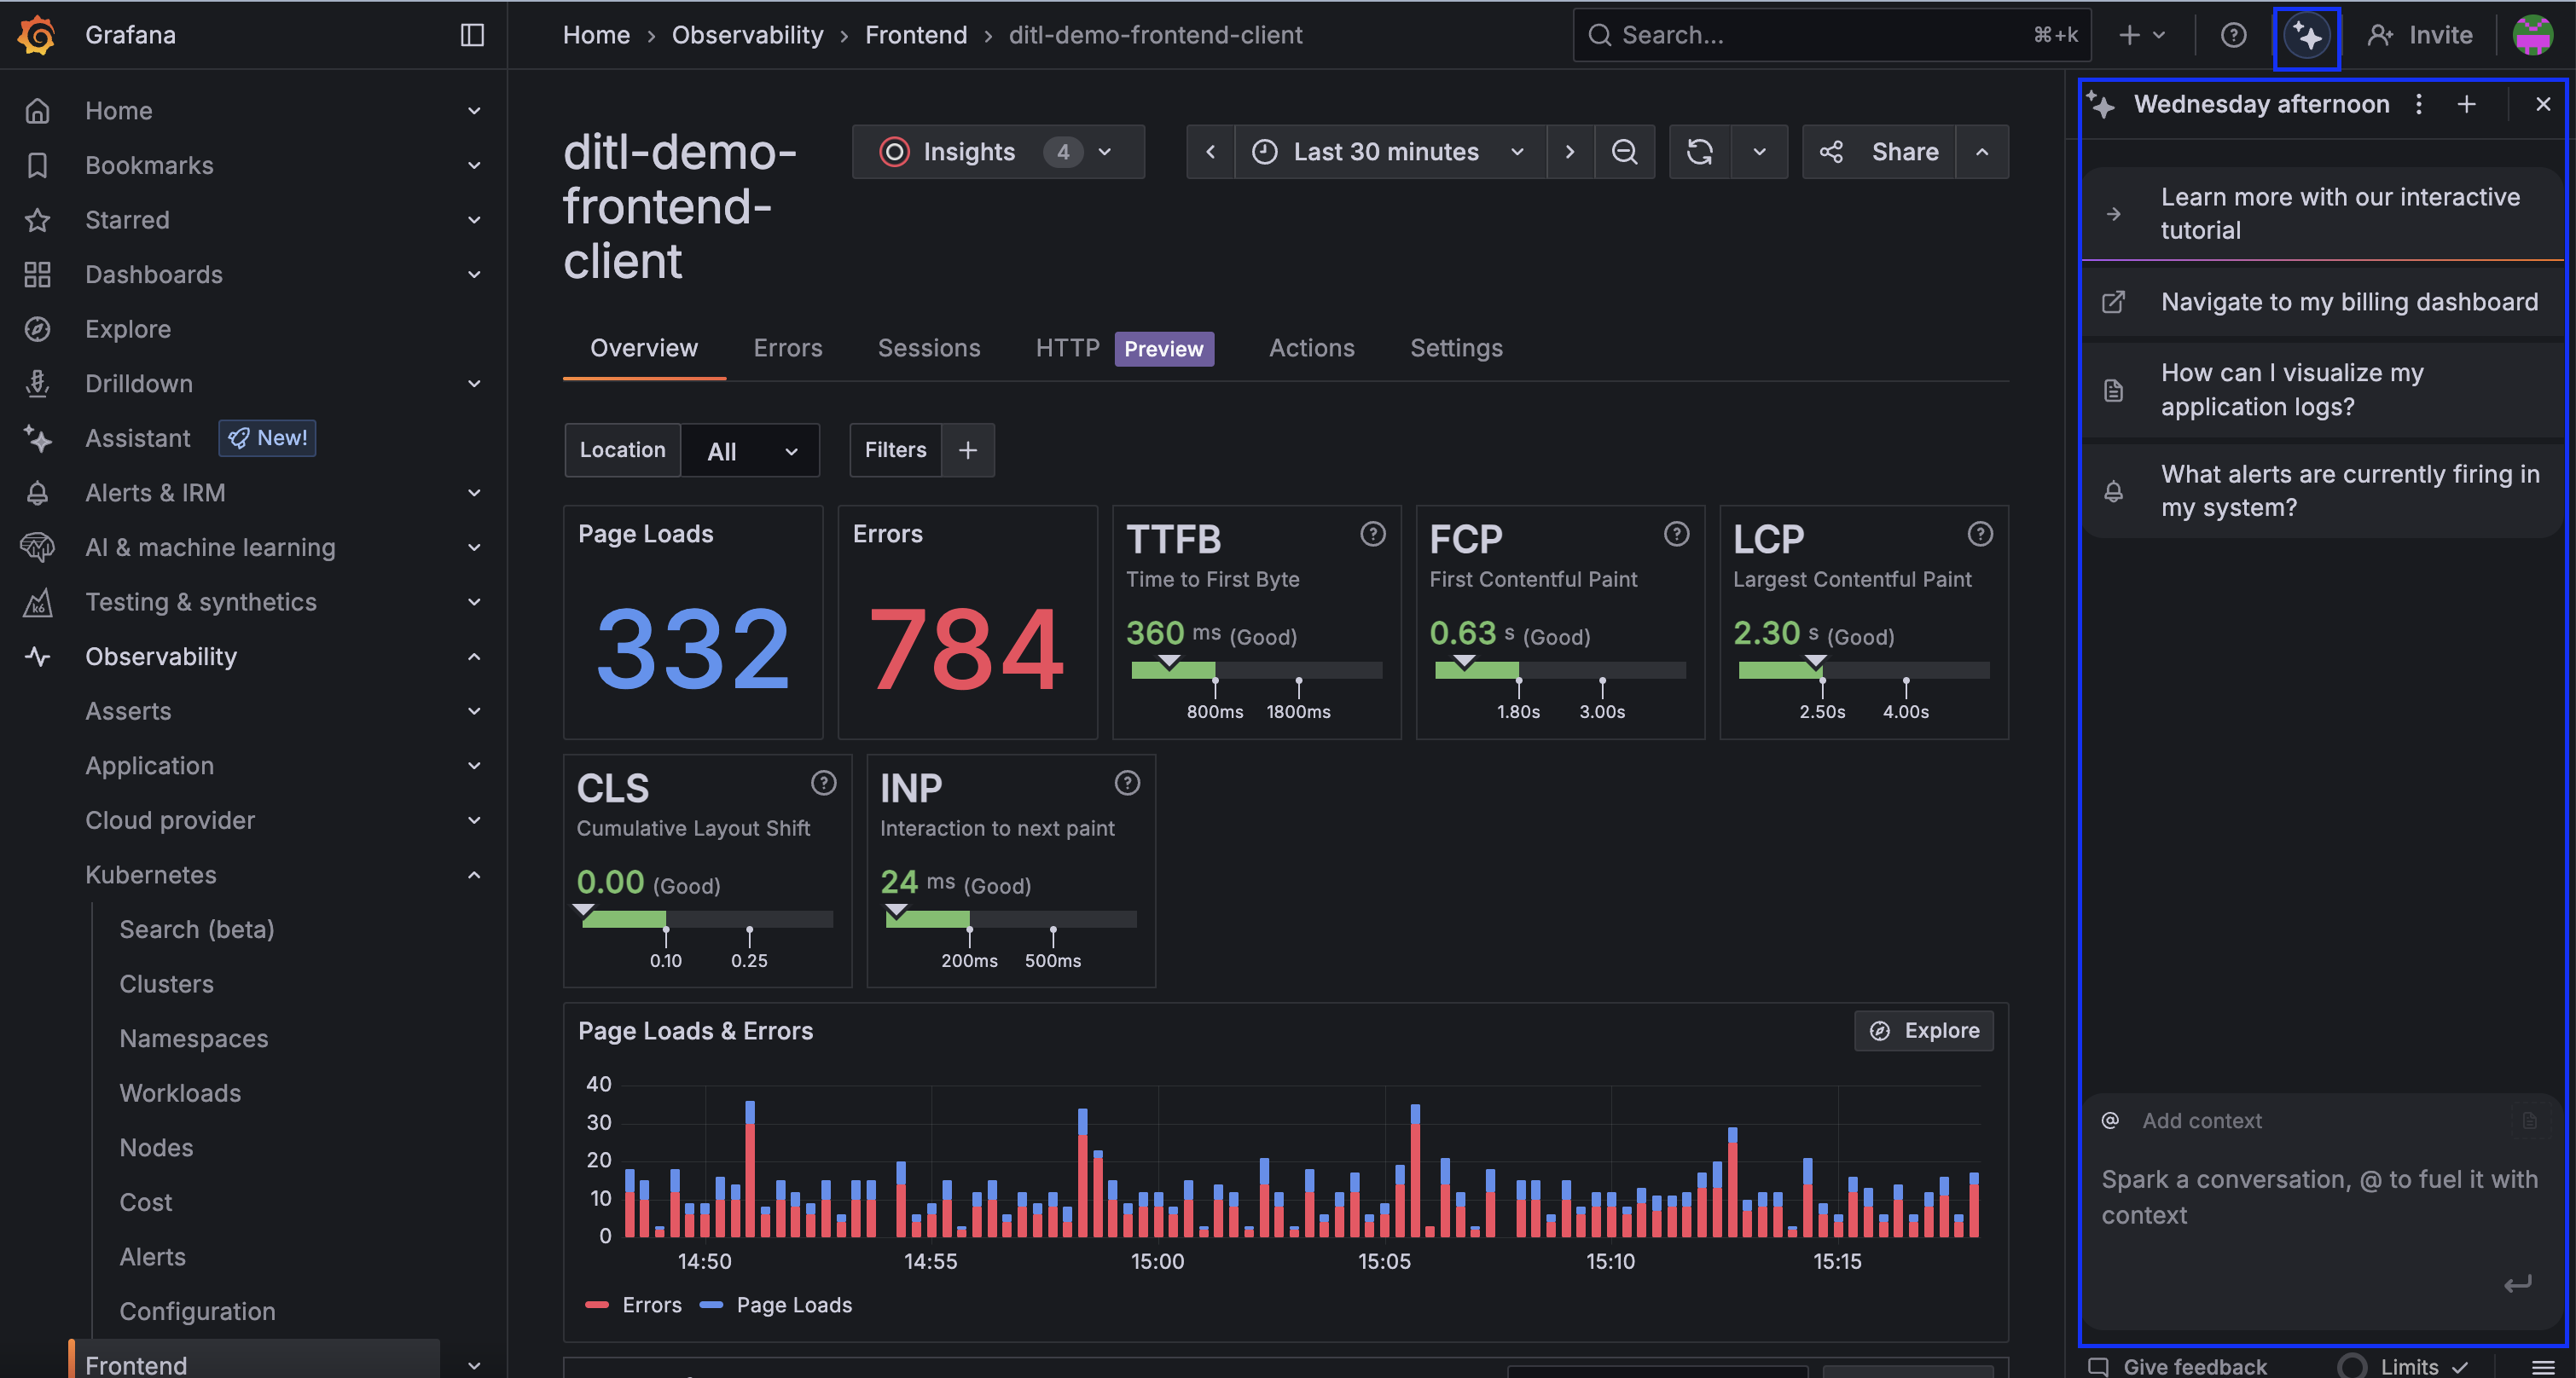 Grafana
Home › Observability › Frontend › ditl-demo-frontend-client
Search...
⌘+k
Invite
Home
Bookmarks
Starred
Dashboards
Explore
Drilldown
Assistant New!
Alerts & IRM
AI & machine learning
Testing & synthetics
k6
Observability
Asserts
Application
Cloud provider
Kubernetes
Search (beta)
Clusters
Namespaces
Workloads
Nodes
Cost
Alerts
Configuration
Frontend
ditl-demo-
frontend-
client
Insights 4
Last 30 minutes
Share
Overview Errors Sessions HTTP Preview Actions Settings
Location All
Filters
Page Loads
332
Errors
784
TTFB
Time to First Byte
360 ms (Good)
800ms 1800ms
FCP
First Contentful Paint
0.63 s (Good)
1.80s 3.00s
LCP
Largest Contentful Paint
2.30 s (Good)
2.50s 4.00s
CLS
Cumulative Layout Shift
0.00 (Good)
0.10 0.25
INP
Interaction to next paint
24 ms (Good)
200ms 500ms
Page Loads & Errors
Explore
40
30
20
10
0
14:50 14:55 15:00 15:05 15:10 15:15
Errors Page Loads
Wednesday afternoon
Learn more with our interactive
tutorial
Navigate to my billing dashboard
How can I visualize my
application logs?
What alerts are currently firing in
my system?
@ Add context
Spark a conversation, @ to fuel it with
context
Give feedback
Limits